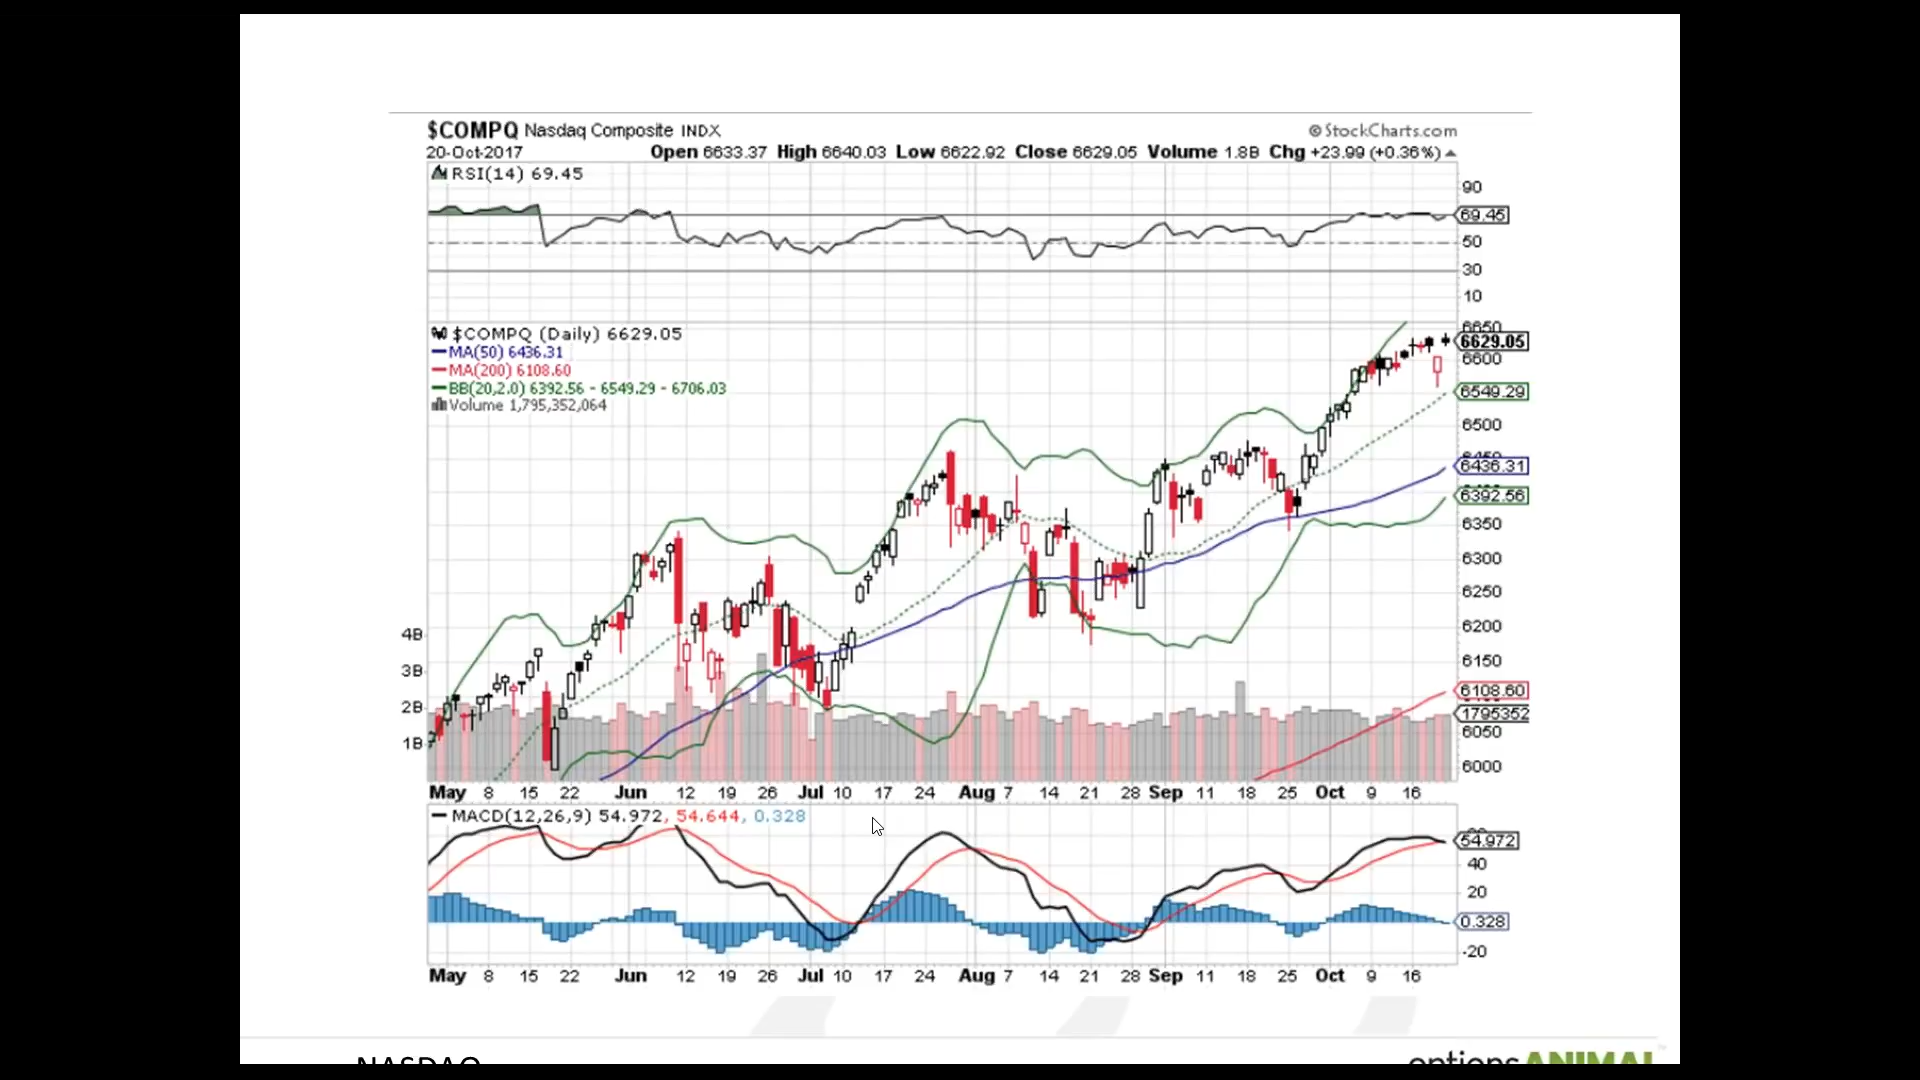 $COMPQ Nasdaq Composite INDX
© StockCharts.com
20-Oct-2017
Open 6633.37 High 6640.03 Low 6622.92 Close 6629.05 Volume 1.8B Chg +23.99 (+0.36%)
RSI(14) 69.45
90
69.45
50
30
10
$COMPQ (Daily) 6629.05
MA(50) 6436.31
MA(200) 6108.60
BB(20,2.0) 6392.56 - 6549.29 - 6706.03
Volume 1,795,352,064
6650
6629.05
6600
6549.29
6500
6450
6436.31
6392.56
6350
6300
6250
6200
6150
6108.60
1795352
6050
6000
4B
3B
2B
1B
May 8 15 22 Jun 12 19 26 Jul 10 17 24 Aug 7 14 21 28 Sep 11 18 25 Oct 9 16
MACD(12,26,9) 54.972, 54.644, 0.328
54.972
40
20
0.328
-20
May 8 15 22 Jun 12 19 26 Jul 10 17 24 Aug 7 14 21 28 Sep 11 18 25 Oct 9 16
NASDAQ
optionsANIMAL